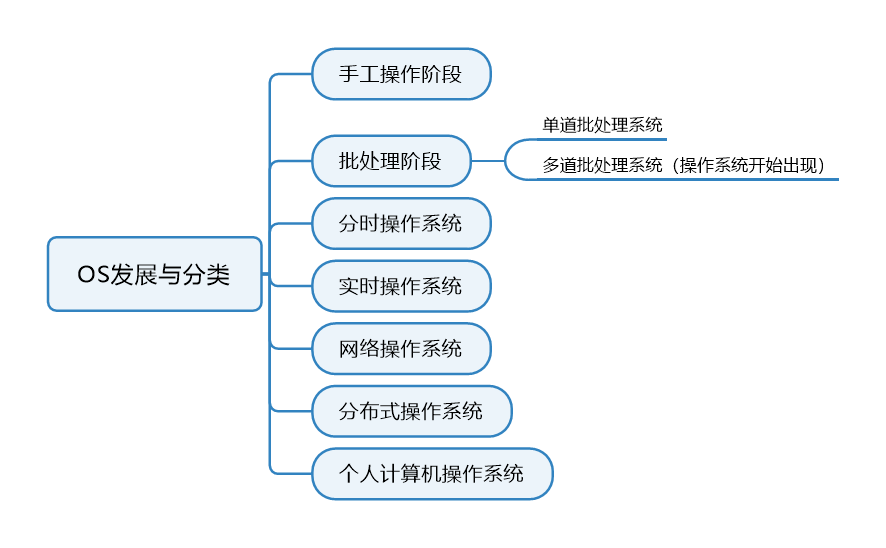 OS发展与分类
手工操作阶段
批处理阶段
单道批处理系统
多道批处理系统（操作系统开始出现）
分时操作系统
实时操作系统
网络操作系统
分布式操作系统
个人计算机操作系统